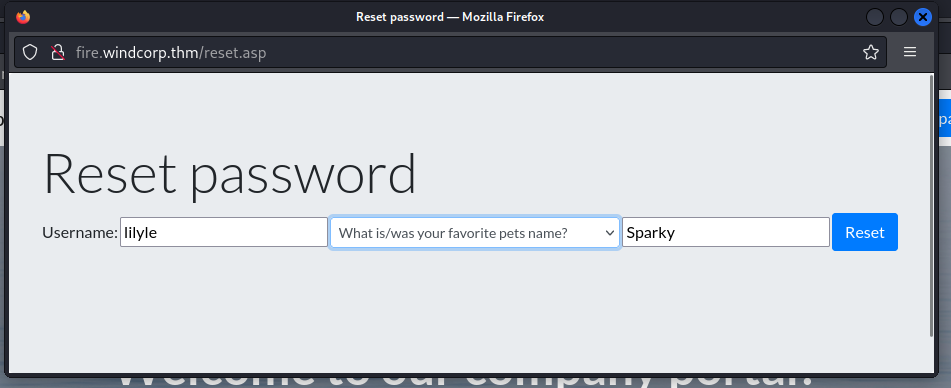 Reset password — Mozilla Firefox
fire.windcorp.thm/reset.asp
Reset password
Username: lilyle What is/was your favorite pets name? Sparky Reset
Welcome to our company portal!